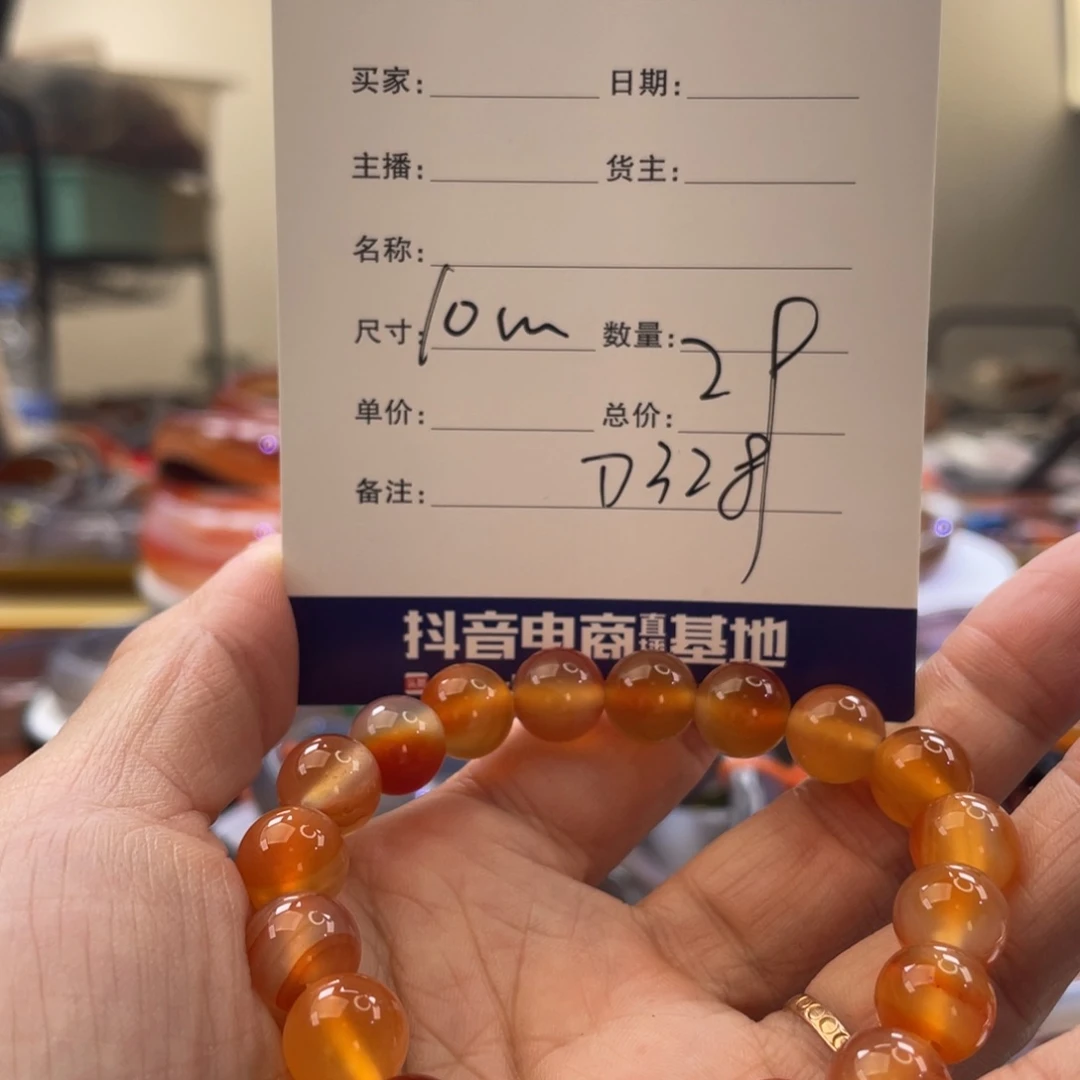 买家: 日期:
主播: 货主:
名称:
尺寸: 10m 数量: 2P
单价: 总价:
备注: D328
抖音电商直播基地